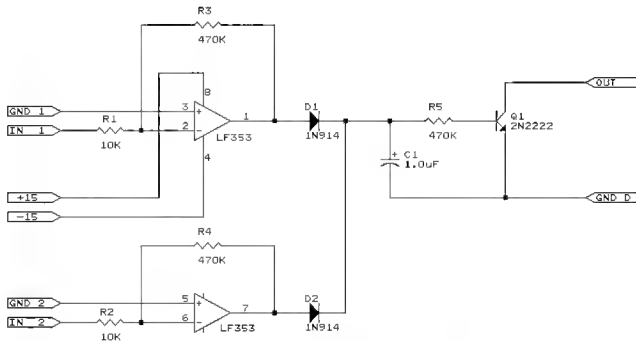 R3
470K
8
GND 1
R1
3
+
1
D1
R5
OUT
IN 1
2
−
LF353
1N914
470K
Q1
2N2222
10K
4
+
C1
1.0uF
+15
GND D
-15
R4
470K
GND 2
R2
5
+
7
D2
IN 2
6
−
LF353
1N914
10K